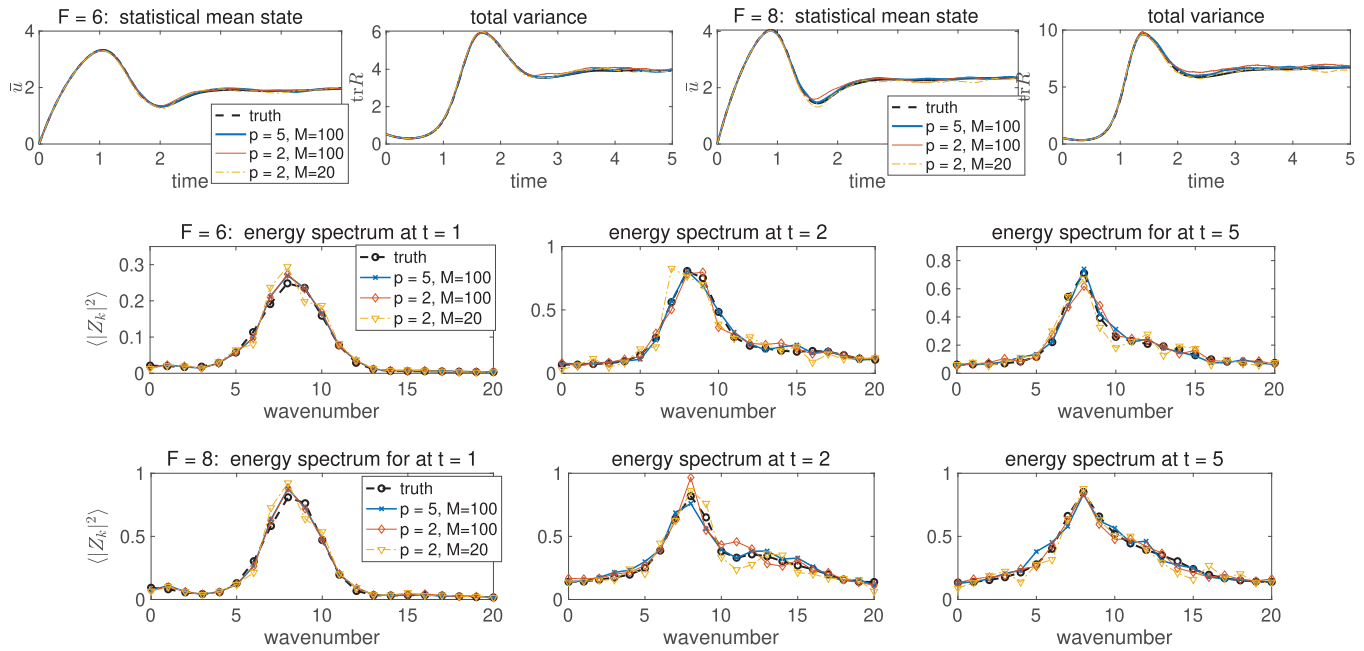 F = 6: statistical mean state
total variance
F = 8: statistical mean state
total variance
4
2
0
ū
0 1 2
time
truth
p = 5, M=100
p = 2, M=100
p = 2, M=20
6
4
2
0
tr R
0 1 2 3 4 5
time
4
2
0
ū
0 1 2
time
truth
p = 5, M=100
p = 2, M=100
p = 2, M=20
10
5
0
tr R
0 1 2 3 4 5
time
F = 6: energy spectrum at t = 1
energy spectrum at t = 2
energy spectrum for at t = 5
0.3
0.2
0.1
0
⟨|Z_k|²⟩
0 5 10 15 20
wavenumber
truth
p = 5, M=100
p = 2, M=100
p = 2, M=20
1
0.5
0
0 5 10 15 20
wavenumber
0.8
0.6
0.4
0.2
0
0 5 10 15 20
wavenumber
F = 8: energy spectrum for at t = 1
energy spectrum at t = 2
energy spectrum at t = 5
1
0.5
0
⟨|Z_k|²⟩
0 5 10 15 20
wavenumber
truth
p = 5, M=100
p = 2, M=100
p = 2, M=20
1
0.5
0
0 5 10 15 20
wavenumber
1
0.5
0
0 5 10 15 20
wavenumber